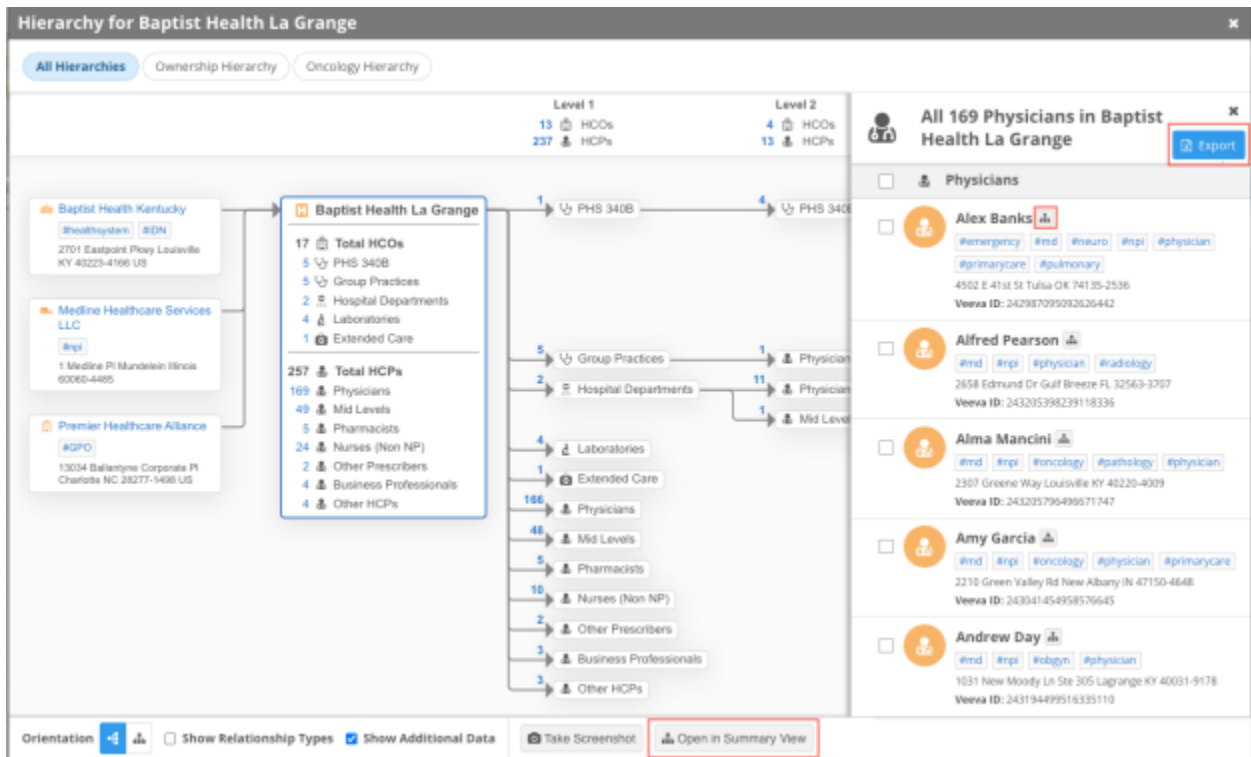 Hierarchy for Baptist Health La Grange
All Hierarchies Ownership Hierarchy Oncology Hierarchy
Level 1
13 HCOs
237 HCPs
Level 2
4 HCOs
13 HCPs
Baptist Health Kentucky
#healthsystem #IDN
2701 Eastpoint Pkwy Louisville
KY 40223-4166 US
Medline Healthcare Services
LLC
#npi
1 Medline Pl Mundelein Illinois
60060-4485
Premier Healthcare Alliance
#GPO
13034 Ballantyne Corporate Pl
Charlotte NC 28277-1498 US
Baptist Health La Grange
17 Total HCOs
5 PHS 340B
5 Group Practices
2 Hospital Departments
4 Laboratories
1 Extended Care
257 Total HCPs
169 Physicians
49 Mid Levels
5 Pharmacists
24 Nurses (Non NP)
2 Other Prescribers
4 Business Professionals
4 Other HCPs
1 PHS 340B
4 PHS 340B
5 Group Practices
1 Physician
2 Hospital Departments
11 Physician
1 Mid Level
4 Laboratories
1 Extended Care
166 Physicians
48 Mid Levels
5 Pharmacists
10 Nurses (Non NP)
2 Other Prescribers
3 Business Professionals
3 Other HCPs
All 169 Physicians in Baptist
Health La Grange
Export
Physicians
Alex Banks
#emergency #md #neuro #npi #physician
#primarycare #pulmonary
4502 E 41st St Tulsa OK 74135-2536
Veeva ID: 242987095092626442
Alfred Pearson
#md #npi #physician #radiology
2658 Edmund Dr Gulf Breeze FL 32563-3707
Veeva ID: 243205398239118336
Alma Mancini
#md #npi #oncology #pathology #physician
2307 Greene Way Louisville KY 40220-4009
Veeva ID: 243205796496671747
Amy Garcia
#md #npi #oncology #physician #primarycare
2210 Green Valley Rd New Albany IN 47150-4648
Veeva ID: 243041454958576645
Andrew Day
#md #npi #obgyn #physician
1031 New Moody Ln Ste 305 Lagrange KY 40031-9178
Veeva ID: 243194499516335110
Orientation Show Relationship Types Show Additional Data Take Screenshot Open in Summary View